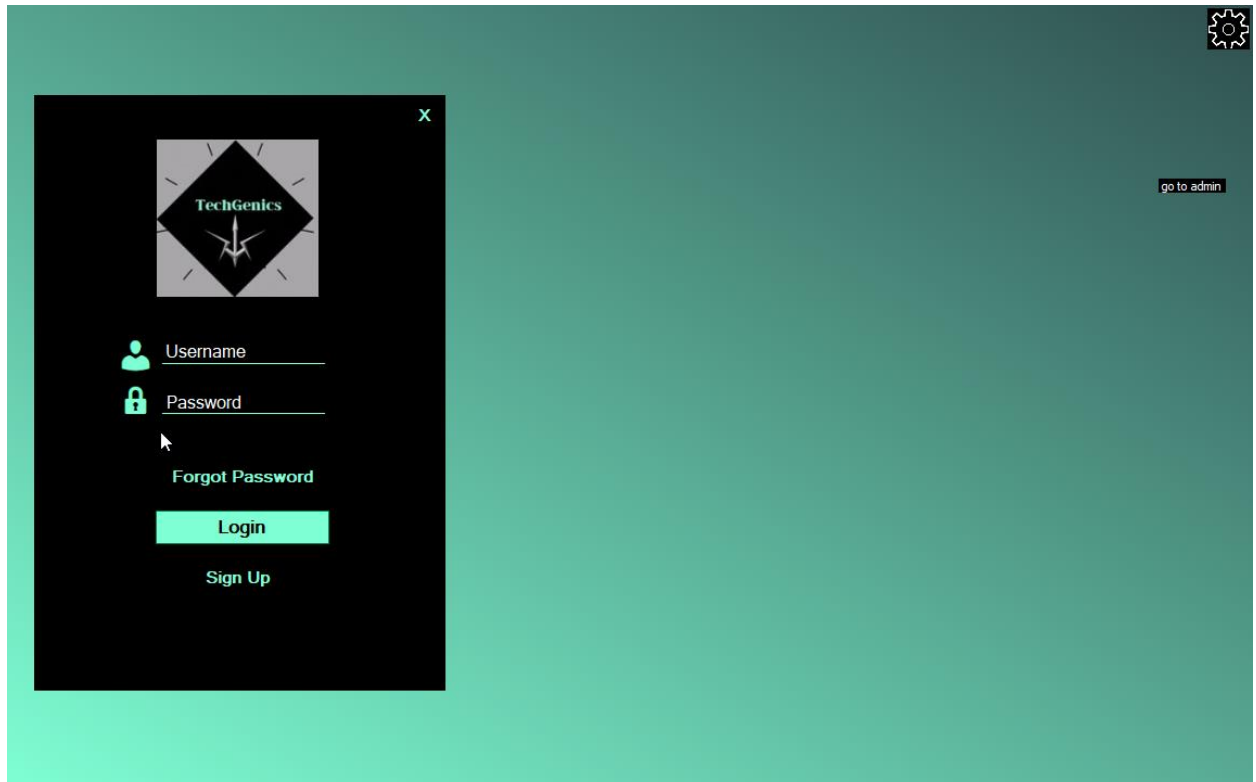 X
TechGenics
go to admin
Username
Password
Forgot Password
Login
Sign Up